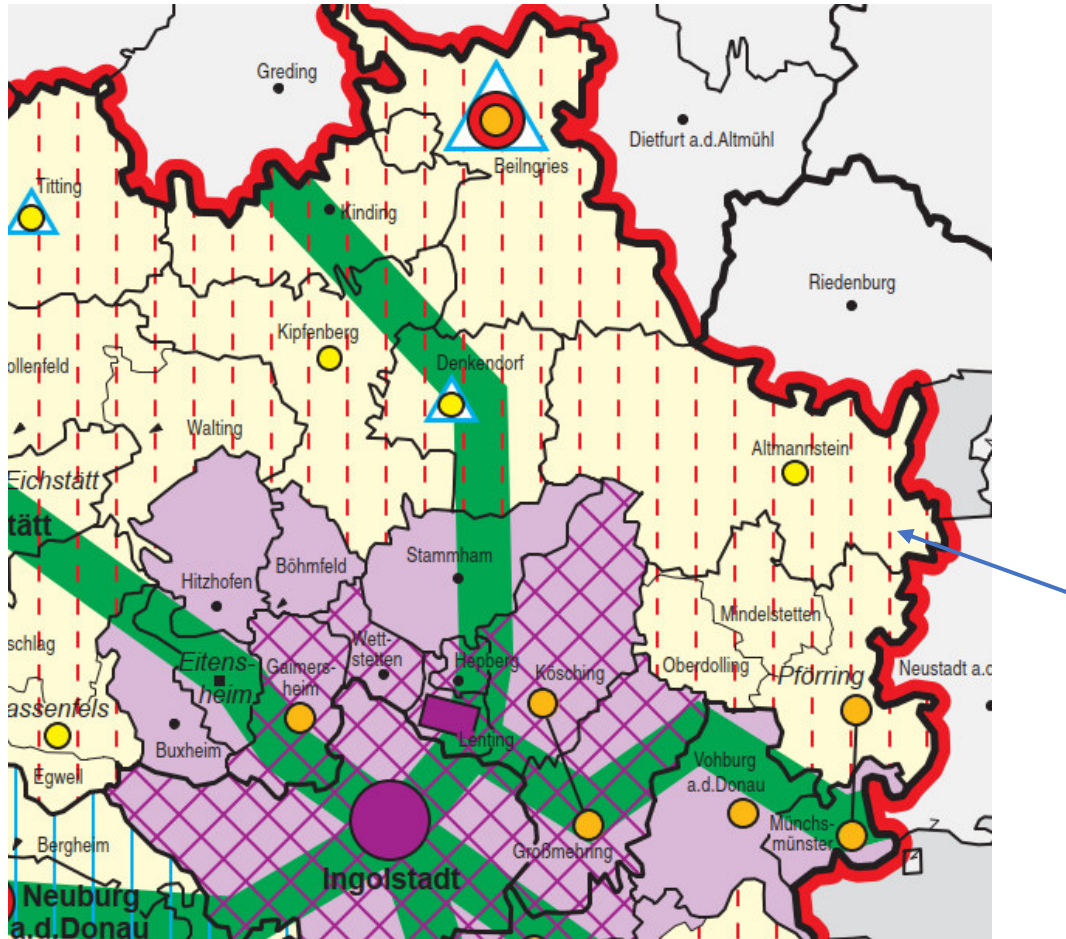 Greding
Dietfurt a.d.Altmühl
Beilngries
Titting
Kinding
Riedenburg
Kipfenberg
Denkendorf
ollenfeld
Walting
Altmannstein
Eichstätt
tätt
Stammham
Böhmfeld
Hitzhofen
Mindelstetten
schlag
Wett-
stetten
Hepberg
Eitens-
heim
Gaimers-
heim
Kösching
Oberdolling
Pförring
Neustadt a.d
assenfels
Buxheim
Lenting
Egweil
Vohburg
a.d.Donau
Münchs-
münster
Bergheim
Großmehring
Ingolstadt
Neuburg
a.d.Donau